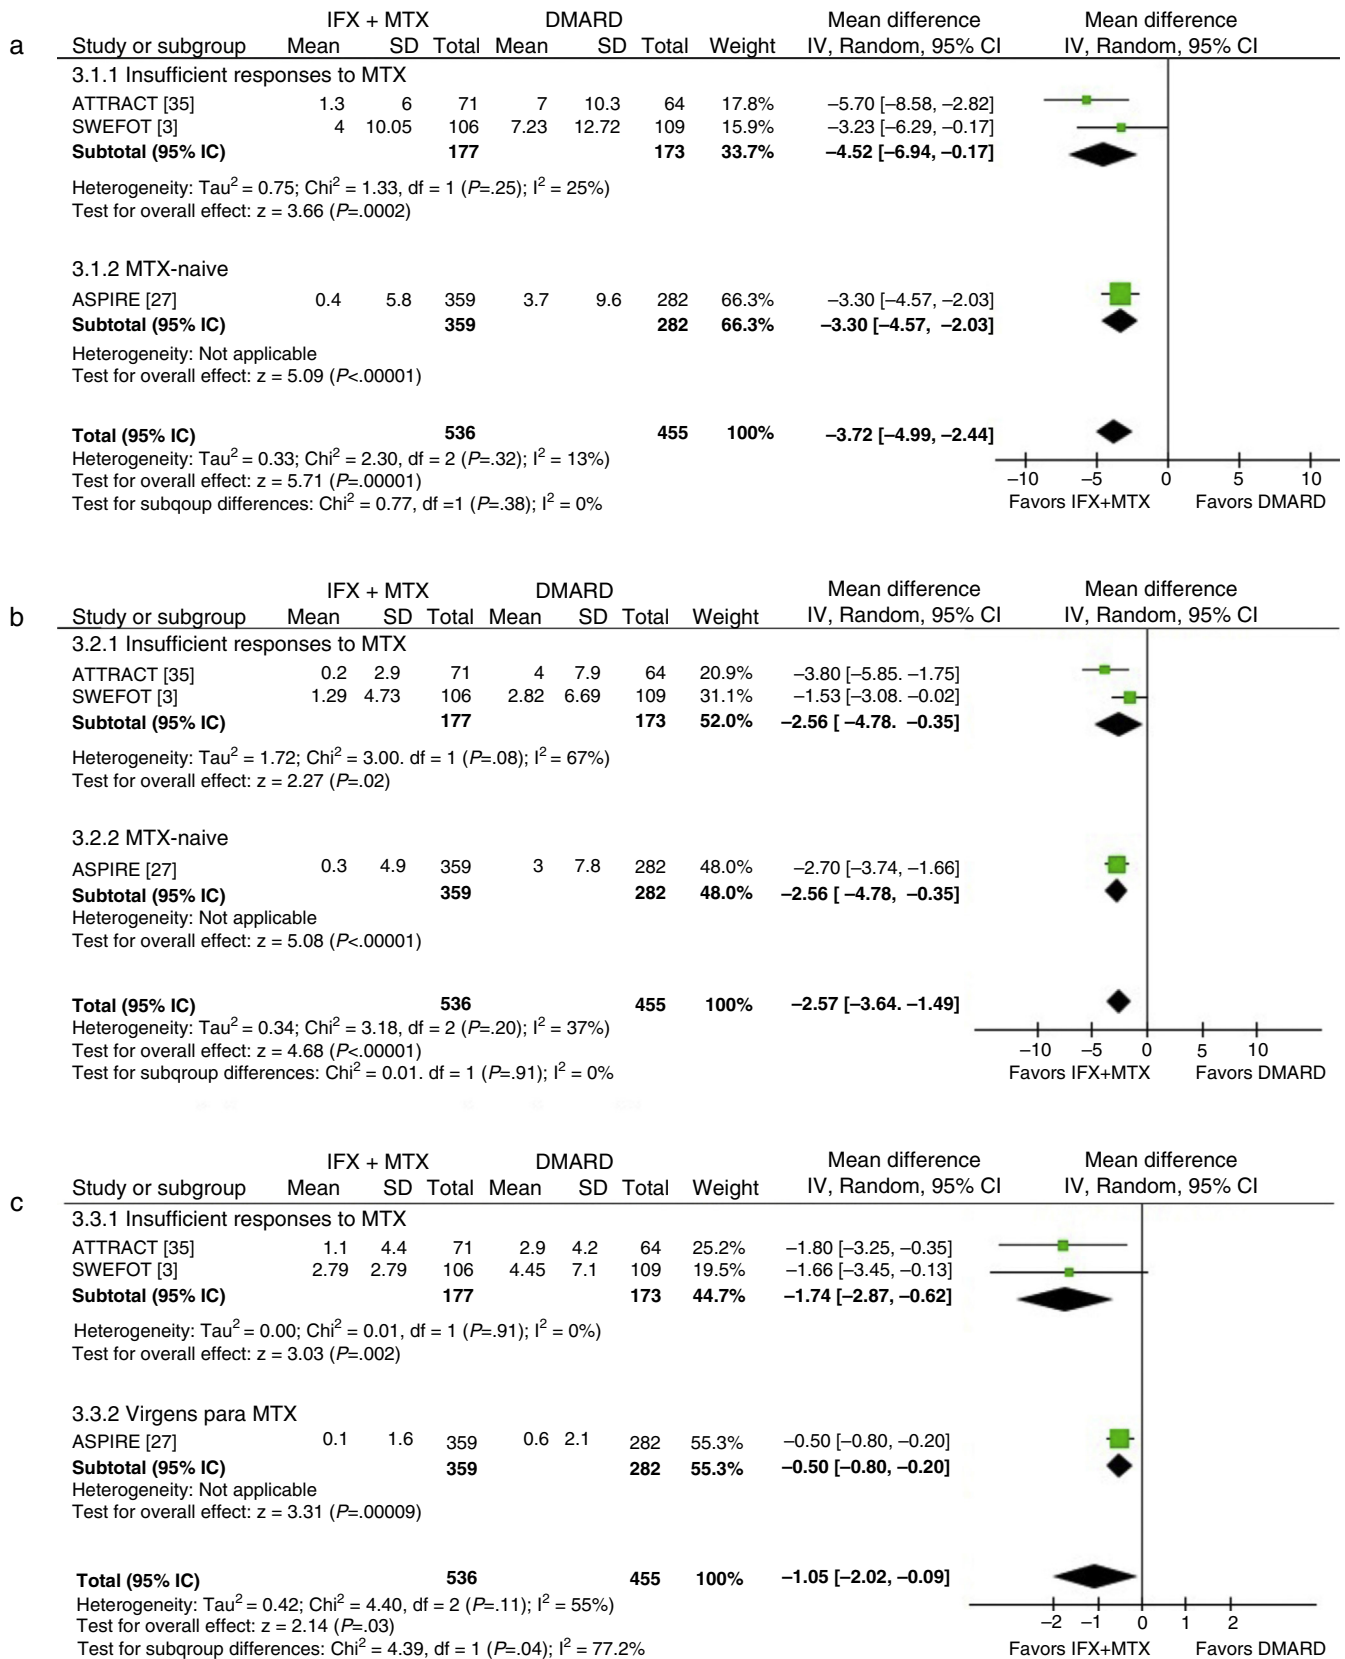 a
IFX + MTX DMARD Mean difference Mean difference
Study or subgroup Mean SD Total Mean SD Total Weight IV, Random, 95% CI IV, Random, 95% CI
3.1.1 Insufficient responses to MTX
ATTRACT [35] 1.3 6 71 7 10.3 64 17.8% –5.70 [–8.58, –2.82]
SWEFOT [3] 4 10.05 106 7.23 12.72 109 15.9% –3.23 [–6.29, –0.17]
Subtotal (95% IC) 177 173 33.7% –4.52 [–6.94, –0.17]
Heterogeneity: Tau² = 0.75; Chi² = 1.33, df = 1 (P=.25); I² = 25%)
Test for overall effect: z = 3.66 (P=.0002)
3.1.2 MTX-naive
ASPIRE [27] 0.4 5.8 359 3.7 9.6 282 66.3% –3.30 [–4.57, –2.03]
Subtotal (95% IC) 359 282 66.3% –3.30 [–4.57, –2.03]
Heterogeneity: Not applicable
Test for overall effect: z = 5.09 (P<.00001)
Total (95% IC) 536 455 100% –3.72 [–4.99, –2.44]
Heterogeneity: Tau² = 0.33; Chi² = 2.30, df = 2 (P=.32); I² = 13%)
Test for overall effect: z = 5.71 (P=.00001)
Test for subqoup differences: Chi² = 0.77, df =1 (P=.38); I² = 0%
–10 –5 0 5 10
Favors IFX+MTX Favors DMARD
b
IFX + MTX DMARD Mean difference Mean difference
Study or subgroup Mean SD Total Mean SD Total Weight IV, Random, 95% CI IV, Random, 95% CI
3.2.1 Insufficient responses to MTX
ATTRACT [35] 0.2 2.9 71 4 7.9 64 20.9% –3.80 [–5.85. –1.75]
SWEFOT [3] 1.29 4.73 106 2.82 6.69 109 31.1% –1.53 [–3.08. –0.02]
Subtotal (95% IC) 177 173 52.0% –2.56 [ –4.78. –0.35]
Heterogeneity: Tau² = 1.72; Chi² = 3.00. df = 1 (P=.08); I² = 67%)
Test for overall effect: z = 2.27 (P=.02)
3.2.2 MTX-naive
ASPIRE [27] 0.3 4.9 359 3 7.8 282 48.0% –2.70 [–3.74, –1.66]
Subtotal (95% IC) 359 282 48.0% –2.56 [ –4.78, –0.35]
Heterogeneity: Not applicable
Test for overall effect: z = 5.08 (P<.00001)
Total (95% IC) 536 455 100% –2.57 [–3.64. –1.49]
Heterogeneity: Tau² = 0.34; Chi² = 3.18, df = 2 (P=.20); I² = 37%)
Test for overall effect: z = 4.68 (P<.00001)
Test for subqroup differences: Chi² = 0.01. df = 1 (P=.91); I² = 0%
–10 –5 0 5 10
Favors IFX+MTX Favors DMARD
c
IFX + MTX DMARD Mean difference Mean difference
Study or subgroup Mean SD Total Mean SD Total Weight IV, Random, 95% CI IV, Random, 95% CI
3.3.1 Insufficient responses to MTX
ATTRACT [35] 1.1 4.4 71 2.9 4.2 64 25.2% –1.80 [–3.25, –0.35]
SWEFOT [3] 2.79 2.79 106 4.45 7.1 109 19.5% –1.66 [–3.45, –0.13]
Subtotal (95% IC) 177 173 44.7% –1.74 [–2.87, –0.62]
Heterogeneity: Tau² = 0.00; Chi² = 0.01, df = 1 (P=.91); I² = 0%)
Test for overall effect: z = 3.03 (P=.002)
3.3.2 Virgens para MTX
ASPIRE [27] 0.1 1.6 359 0.6 2.1 282 55.3% –0.50 [–0.80, –0.20]
Subtotal (95% IC) 359 282 55.3% –0.50 [–0.80, –0.20]
Heterogeneity: Not applicable
Test for overall effect: z = 3.31 (P=.00009)
Total (95% IC) 536 455 100% –1.05 [–2.02, –0.09]
Heterogeneity: Tau² = 0.42; Chi² = 4.40, df = 2 (P=.11); I² = 55%)
Test for overall effect: z = 2.14 (P=.03)
Test for subqroup differences: Chi² = 4.39, df = 1 (P=.04); I² = 77.2%
–2 –1 0 1 2
Favors IFX+MTX Favors DMARD